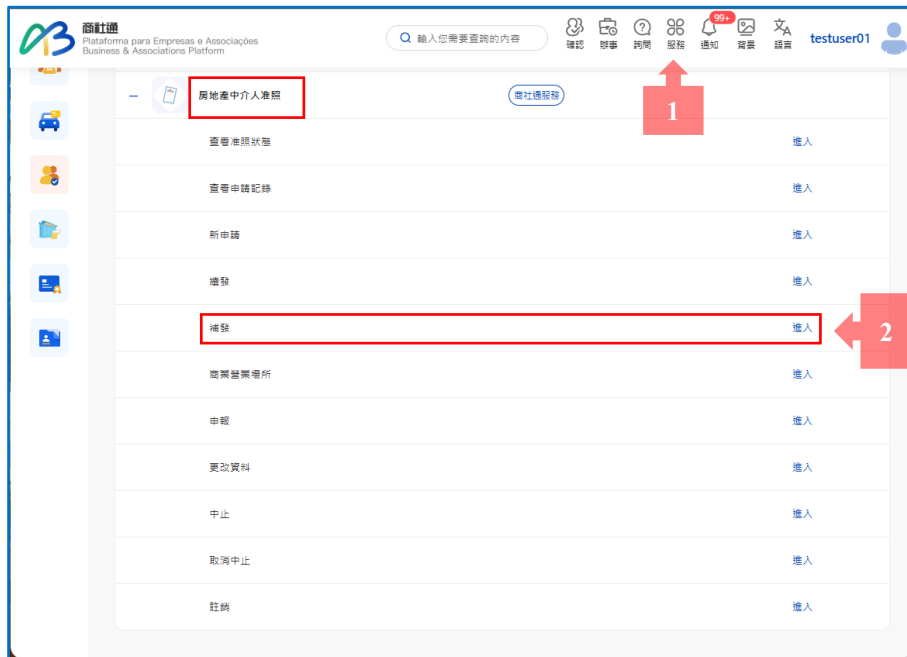 商社通
Plataforma para Empresas e Associações
Business & Associations Platform
輸入您需要查詢的內容
確認 辦事 詢問 服務 99+ 通知 背景 語言 testuser01
1
房地產中介人准照 商社通服務
查看准照狀態 進入
查看申請記錄 進入
新申請 進入
續發 進入
補發 進入 2
商業營業場所 進入
申報 進入
更改資料 進入
中止 進入
取消中止 進入
註銷 進入